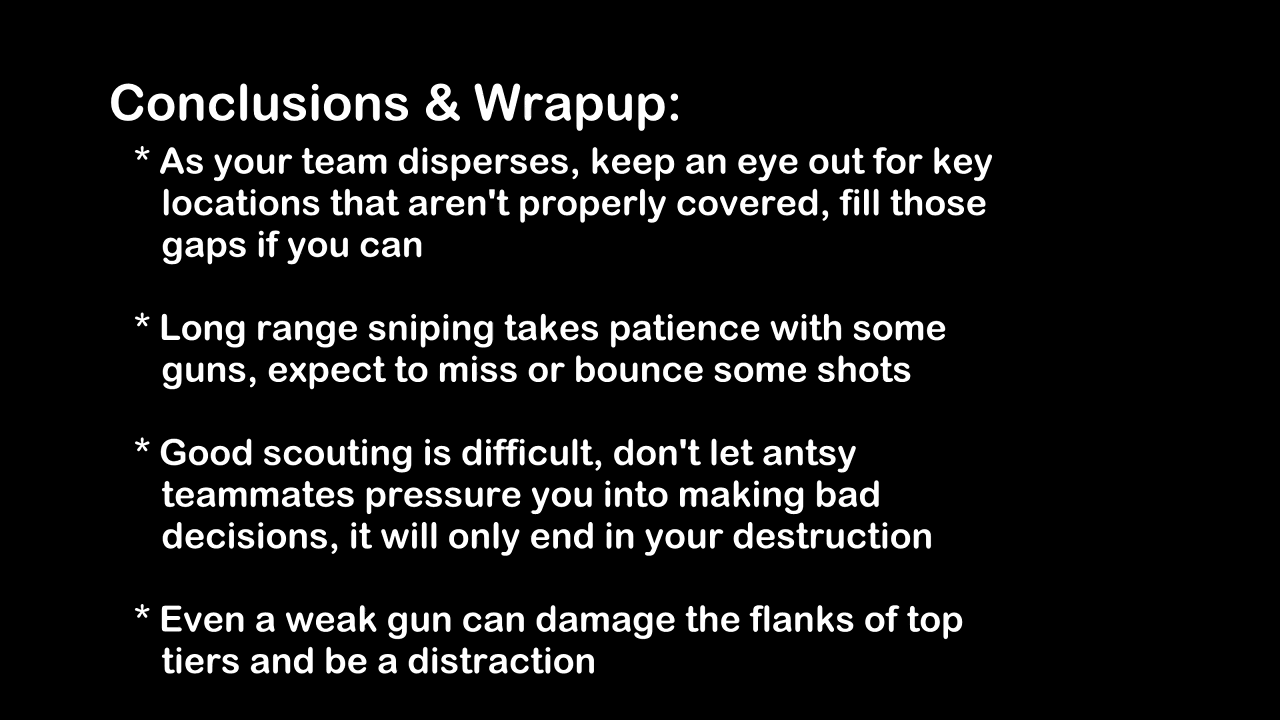 Conclusions & Wrapup:
* As your team disperses, keep an eye out for key
locations that aren't properly covered, fill those
gaps if you can
* Long range sniping takes patience with some
guns, expect to miss or bounce some shots
* Good scouting is difficult, don't let antsy
teammates pressure you into making bad
decisions, it will only end in your destruction
* Even a weak gun can damage the flanks of top
tiers and be a distraction